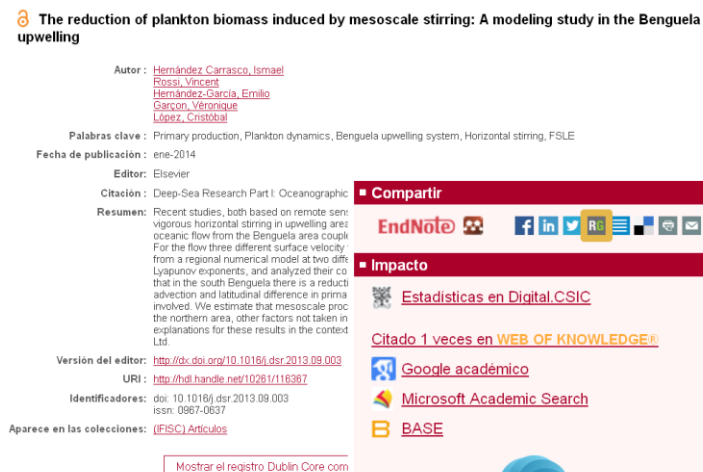 The reduction of plankton biomass induced by mesoscale stirring: A modeling study in the Benguela
upwelling
Autor : Hernández Carrasco, Ismael
Rossi, Vincent
Hernández-García, Emilio
Garçon, Véronique
López, Cristóbal
Palabras clave : Primary production, Plankton dynamics, Benguela upwelling system, Horizontal stirring, FSLE
Fecha de publicación : ene-2014
Editor: Elsevier
Citación : Deep-Sea Research Part I: Oceanographic
Resumen: Recent studies, both based on remote sens
vigorous horizontal stirring in upwelling area
oceanic flow from the Benguela area couple
For the flow three different surface velocity
from a regional numerical model at two diffe
Lyapunov exponents, and analyzed their co
that in the south Benguela there is a reducti
advection and latitudinal difference in prima
involved. We estimate that mesoscale proc
the northern area, other factors not taken in
explanations for these results in the context
Ltd.
Versión del editor: http://dx.doi.org/10.1016/j.dsr.2013.09.003
URI : http://hdl.handle.net/10261/116367
Identificadores: doi: 10.1016/j.dsr.2013.09.003
issn: 0967-0637
Aparece en las colecciones: (IFISC) Artículos
Mostrar el registro Dublin Core com
Compartir
EndNote f in RG
Impacto
Estadísticas en Digital.CSIC
Citado 1 veces en WEB OF KNOWLEDGE®
Google académico
Microsoft Academic Search
B BASE